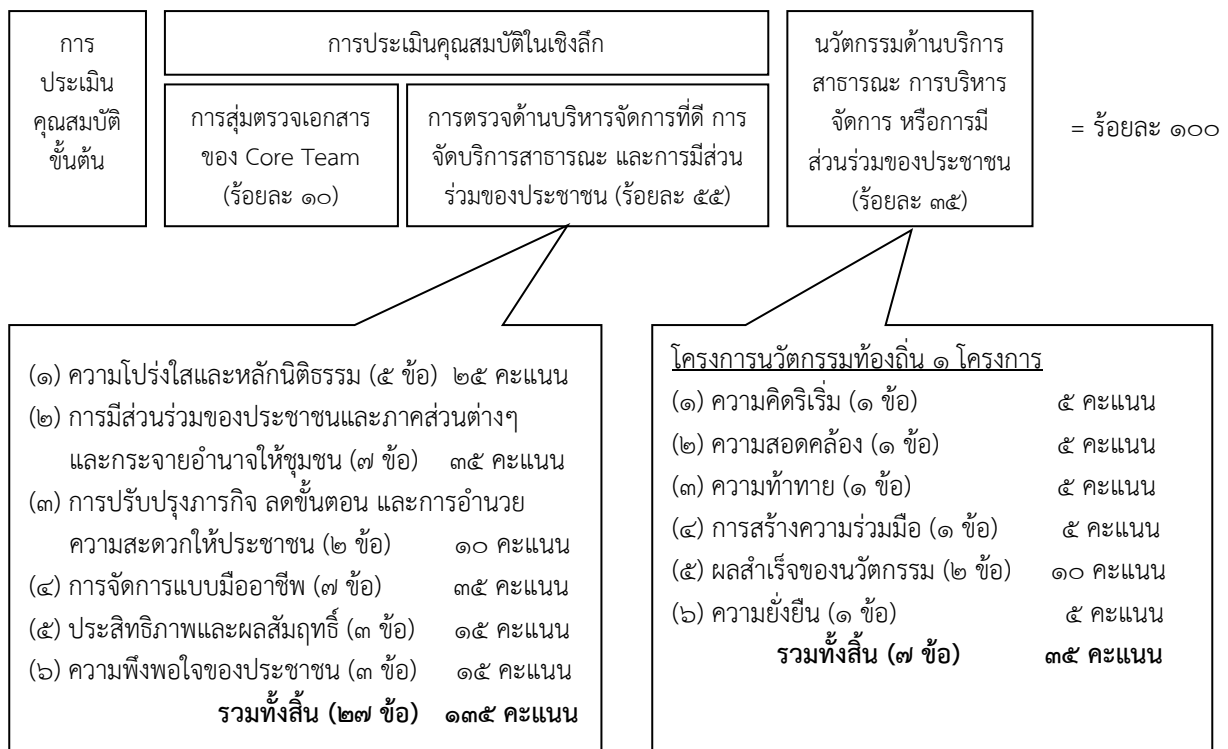 การ
ประเมิน
คุณสมบัติ
ขั้นต้น
การประเมินคุณสมบัติในเชิงลึก
การสุ่มตรวจเอกสาร
ของ Core Team
(ร้อยละ ๑๐)
การตรวจด้านบริหารจัดการที่ดี การ
จัดบริการสาธารณะ และการมีส่วน
ร่วมของประชาชน (ร้อยละ ๕๕)
นวัตกรรมด้านบริการ
สาธารณะ การบริหาร
จัดการ หรือการมี
ส่วนร่วมของประชาชน
(ร้อยละ ๓๕)
= ร้อยละ ๑๐๐
(๑) ความโปร่งใสและหลักนิติธรรม (๕ ข้อ) ๒๕ คะแนน
(๒) การมีส่วนร่วมของประชาชนและภาคส่วนต่างๆ
และกระจายอำนาจให้ชุมชน (๗ ข้อ) ๓๕ คะแนน
(๓) การปรับปรุงภารกิจ ลดขั้นตอน และการอำนวย
ความสะดวกให้ประชาชน (๒ ข้อ) ๑๐ คะแนน
(๔) การจัดการแบบมืออาชีพ (๗ ข้อ) ๓๕ คะแนน
(๕) ประสิทธิภาพและผลสัมฤทธิ์ (๓ ข้อ) ๑๕ คะแนน
(๖) ความพึงพอใจของประชาชน (๓ ข้อ) ๑๕ คะแนน
รวมทั้งสิ้น (๒๗ ข้อ) ๑๓๕ คะแนน
โครงการนวัตกรรมท้องถิ่น ๑ โครงการ
(๑) ความคิดริเริ่ม (๑ ข้อ) ๕ คะแนน
(๒) ความสอดคล้อง (๑ ข้อ) ๕ คะแนน
(๓) ความท้าทาย (๑ ข้อ) ๕ คะแนน
(๔) การสร้างความร่วมมือ (๑ ข้อ) ๕ คะแนน
(๕) ผลสำเร็จของนวัตกรรม (๒ ข้อ) ๑๐ คะแนน
(๖) ความยั่งยืน (๑ ข้อ) ๕ คะแนน
รวมทั้งสิ้น (๗ ข้อ) ๓๕ คะแนน